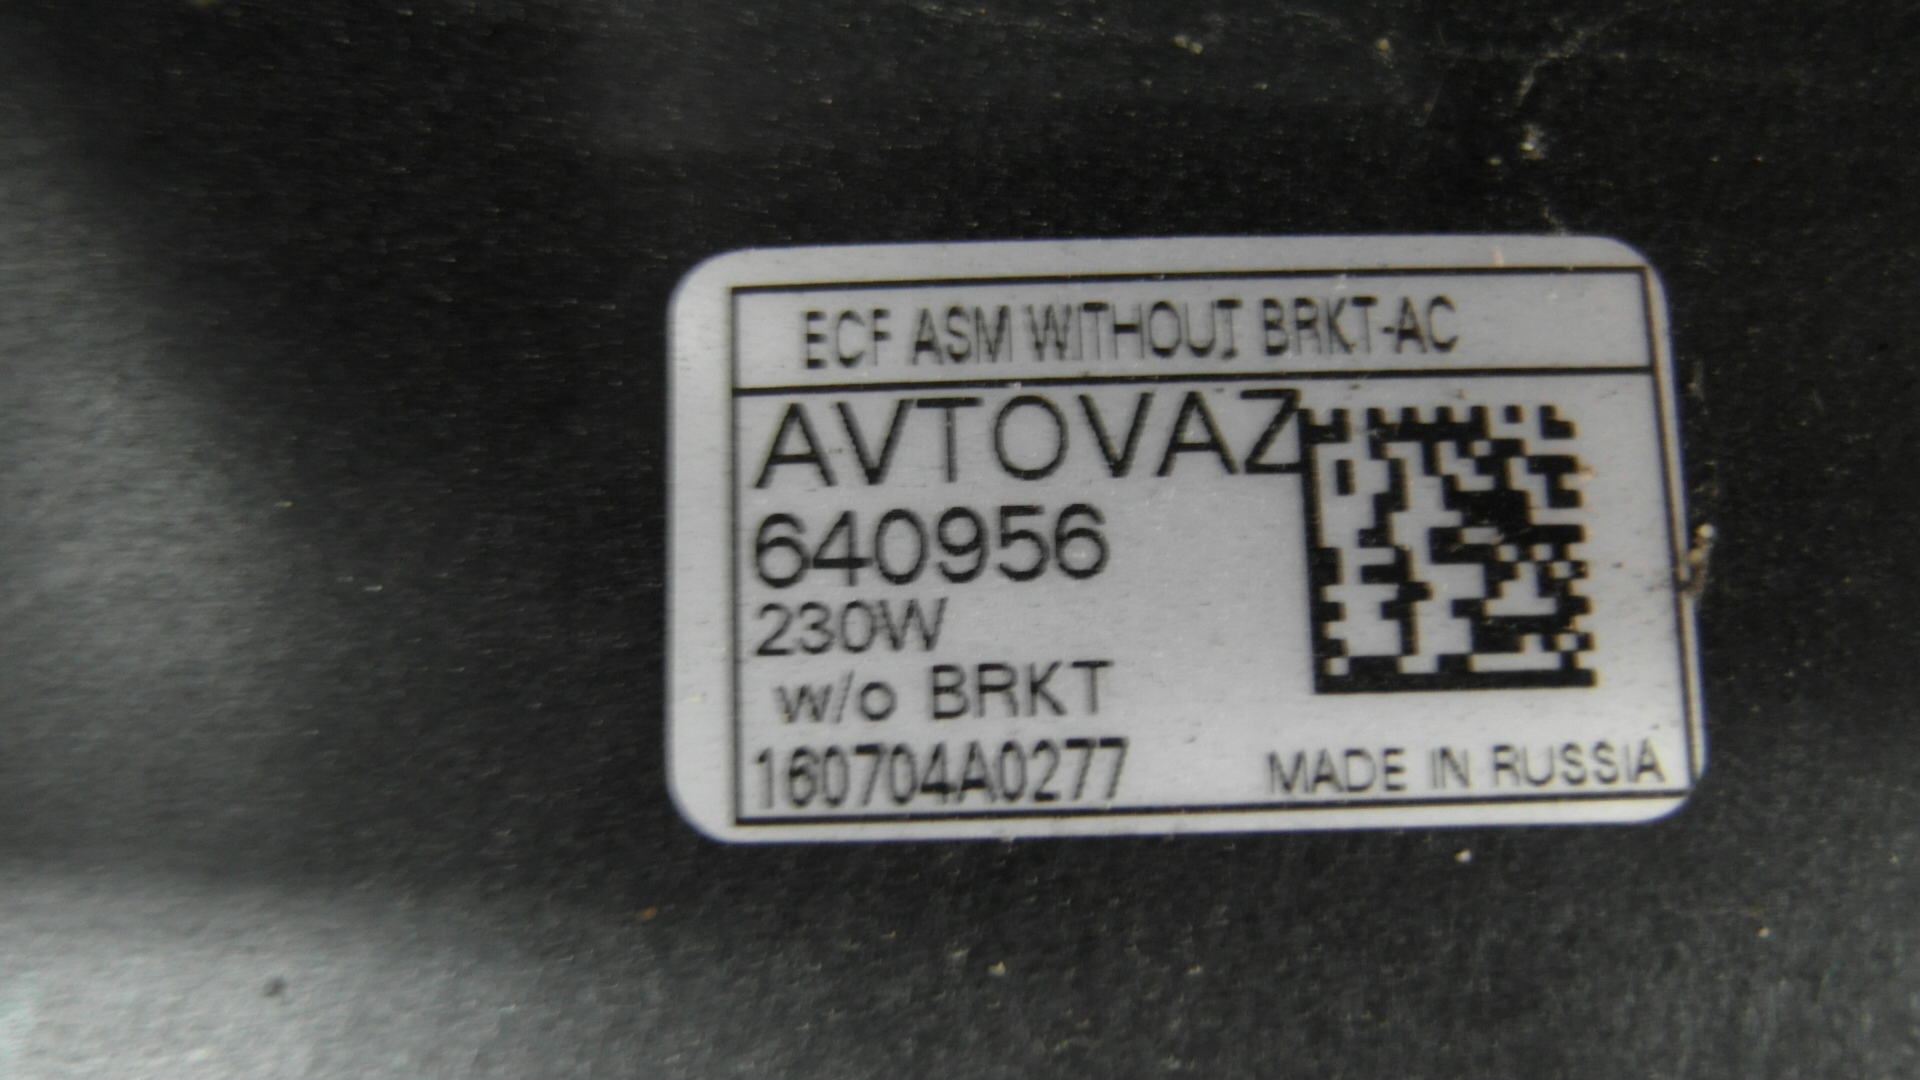 ECF ASM WITHOUT BRKT-AC
AVTOVAZ
640956
230W
w/o BRKT
160704A0277
MADE IN RUSSIA